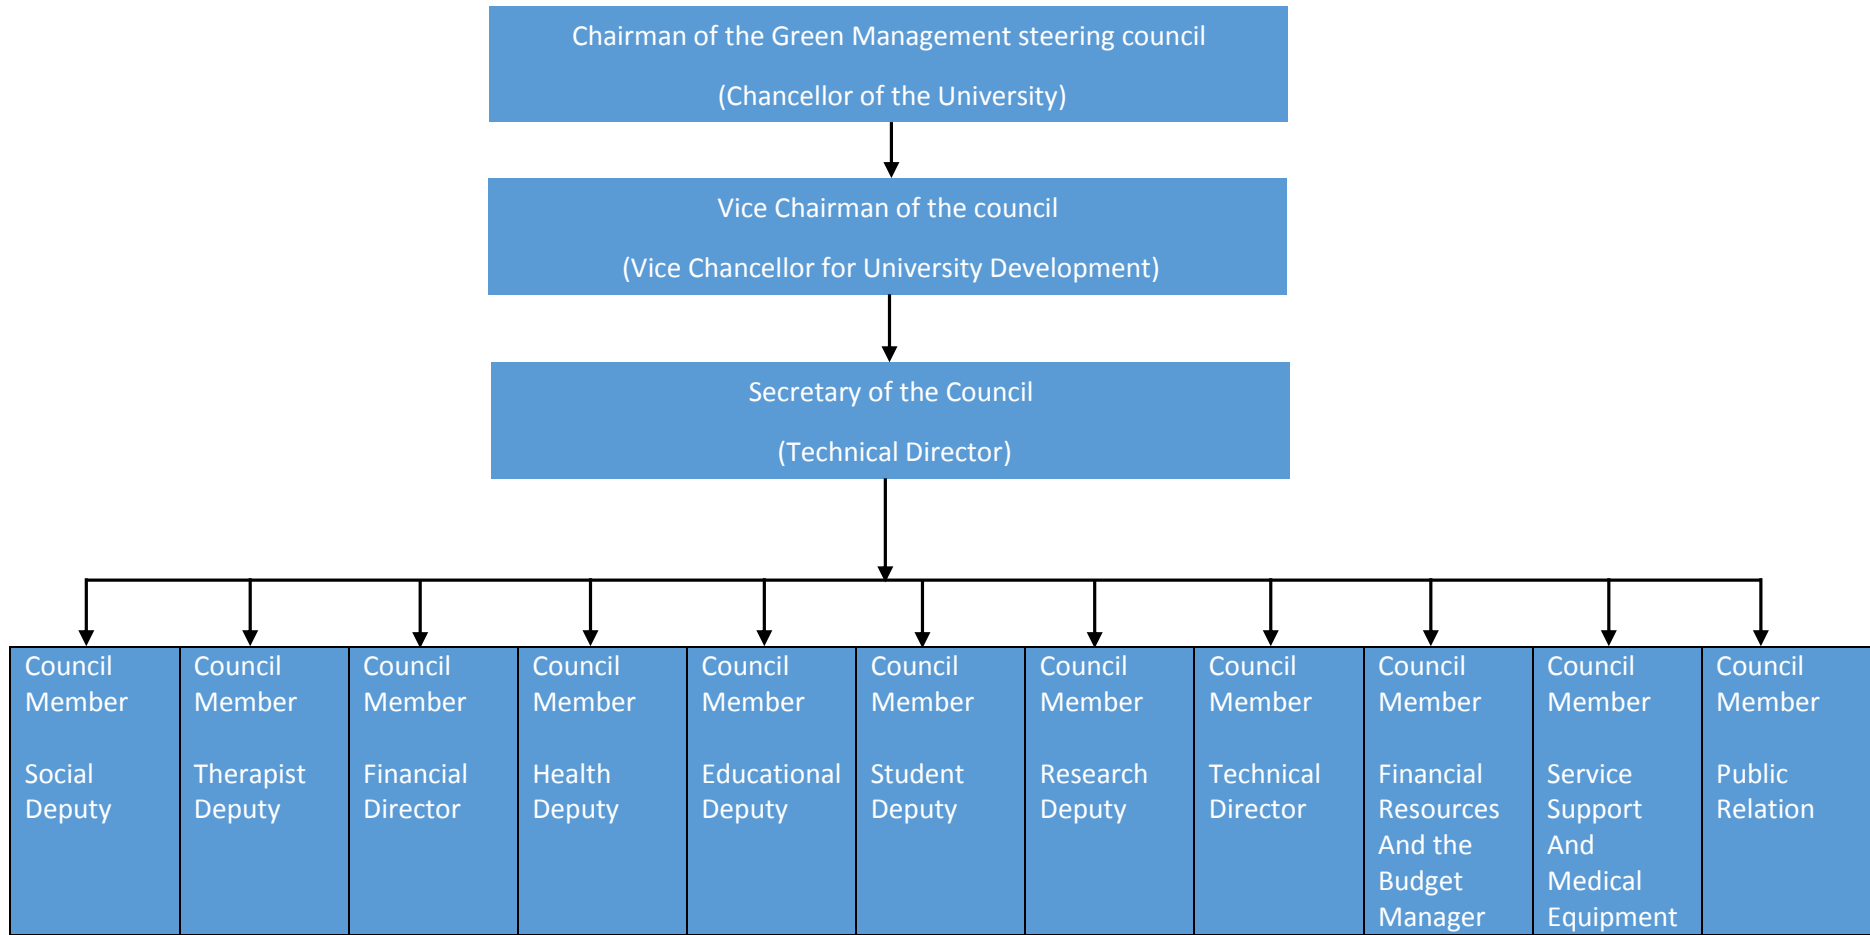 Chairman of the Green Management steering council
(Chancellor of the University)
Vice Chairman of the council
(Vice Chancellor for University Development)
Secretary of the Council
(Technical Director)
Council
Member
Social
Deputy
Council
Member
Therapist
Deputy
Council
Member
Financial
Director
Council
Member
Health
Deputy
Council
Member
Educational
Deputy
Council
Member
Student
Deputy
Council
Member
Research
Deputy
Council
Member
Technical
Director
Council
Member
Financial
Resources
And the
Budget
Manager
Council
Member
Service
Support
And
Medical
Equipment
Council
Member
Public
Relation